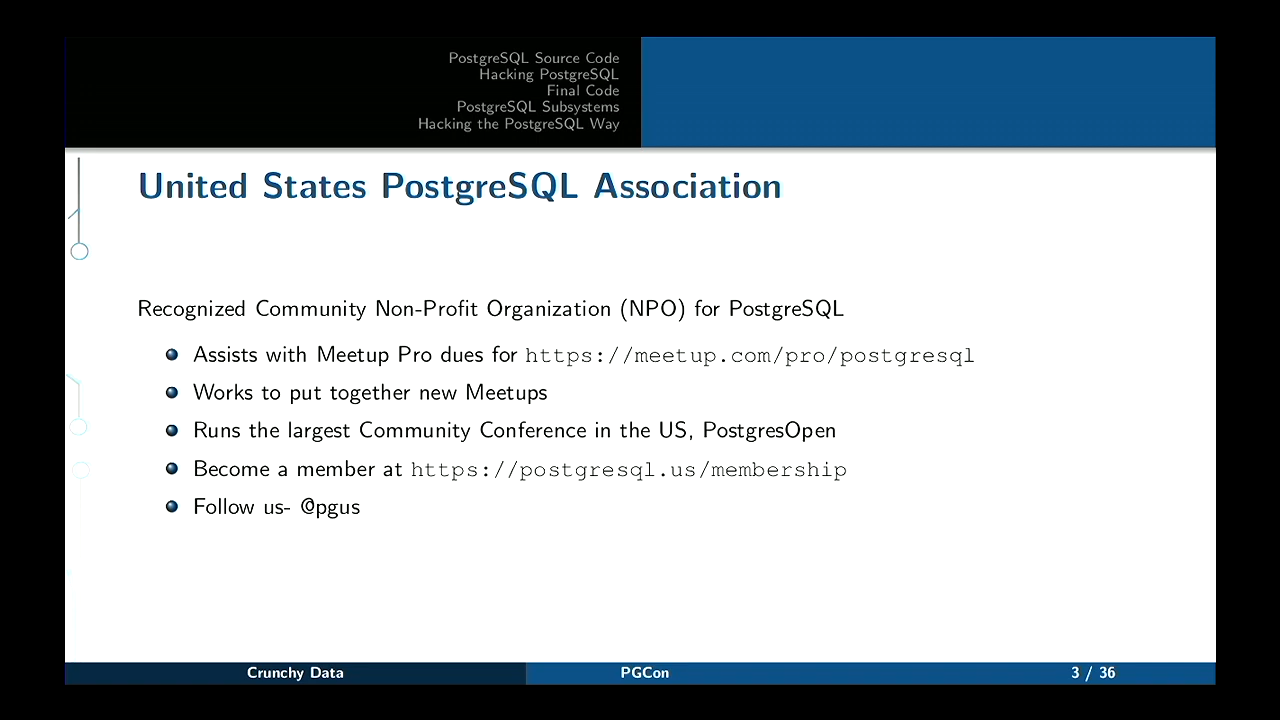 PostgreSQL Source Code
Hacking PostgreSQL
Final Code
PostgreSQL Subsystems
Hacking the PostgreSQL Way
United States PostgreSQL Association
Recognized Community Non-Profit Organization (NPO) for PostgreSQL
Assists with Meetup Pro dues for https://meetup.com/pro/postgresql
Works to put together new Meetups
Runs the largest Community Conference in the US, PostgresOpen
Become a member at https://postgresql.us/membership
Follow us- @pgus
Crunchy Data PGCon 3 / 36